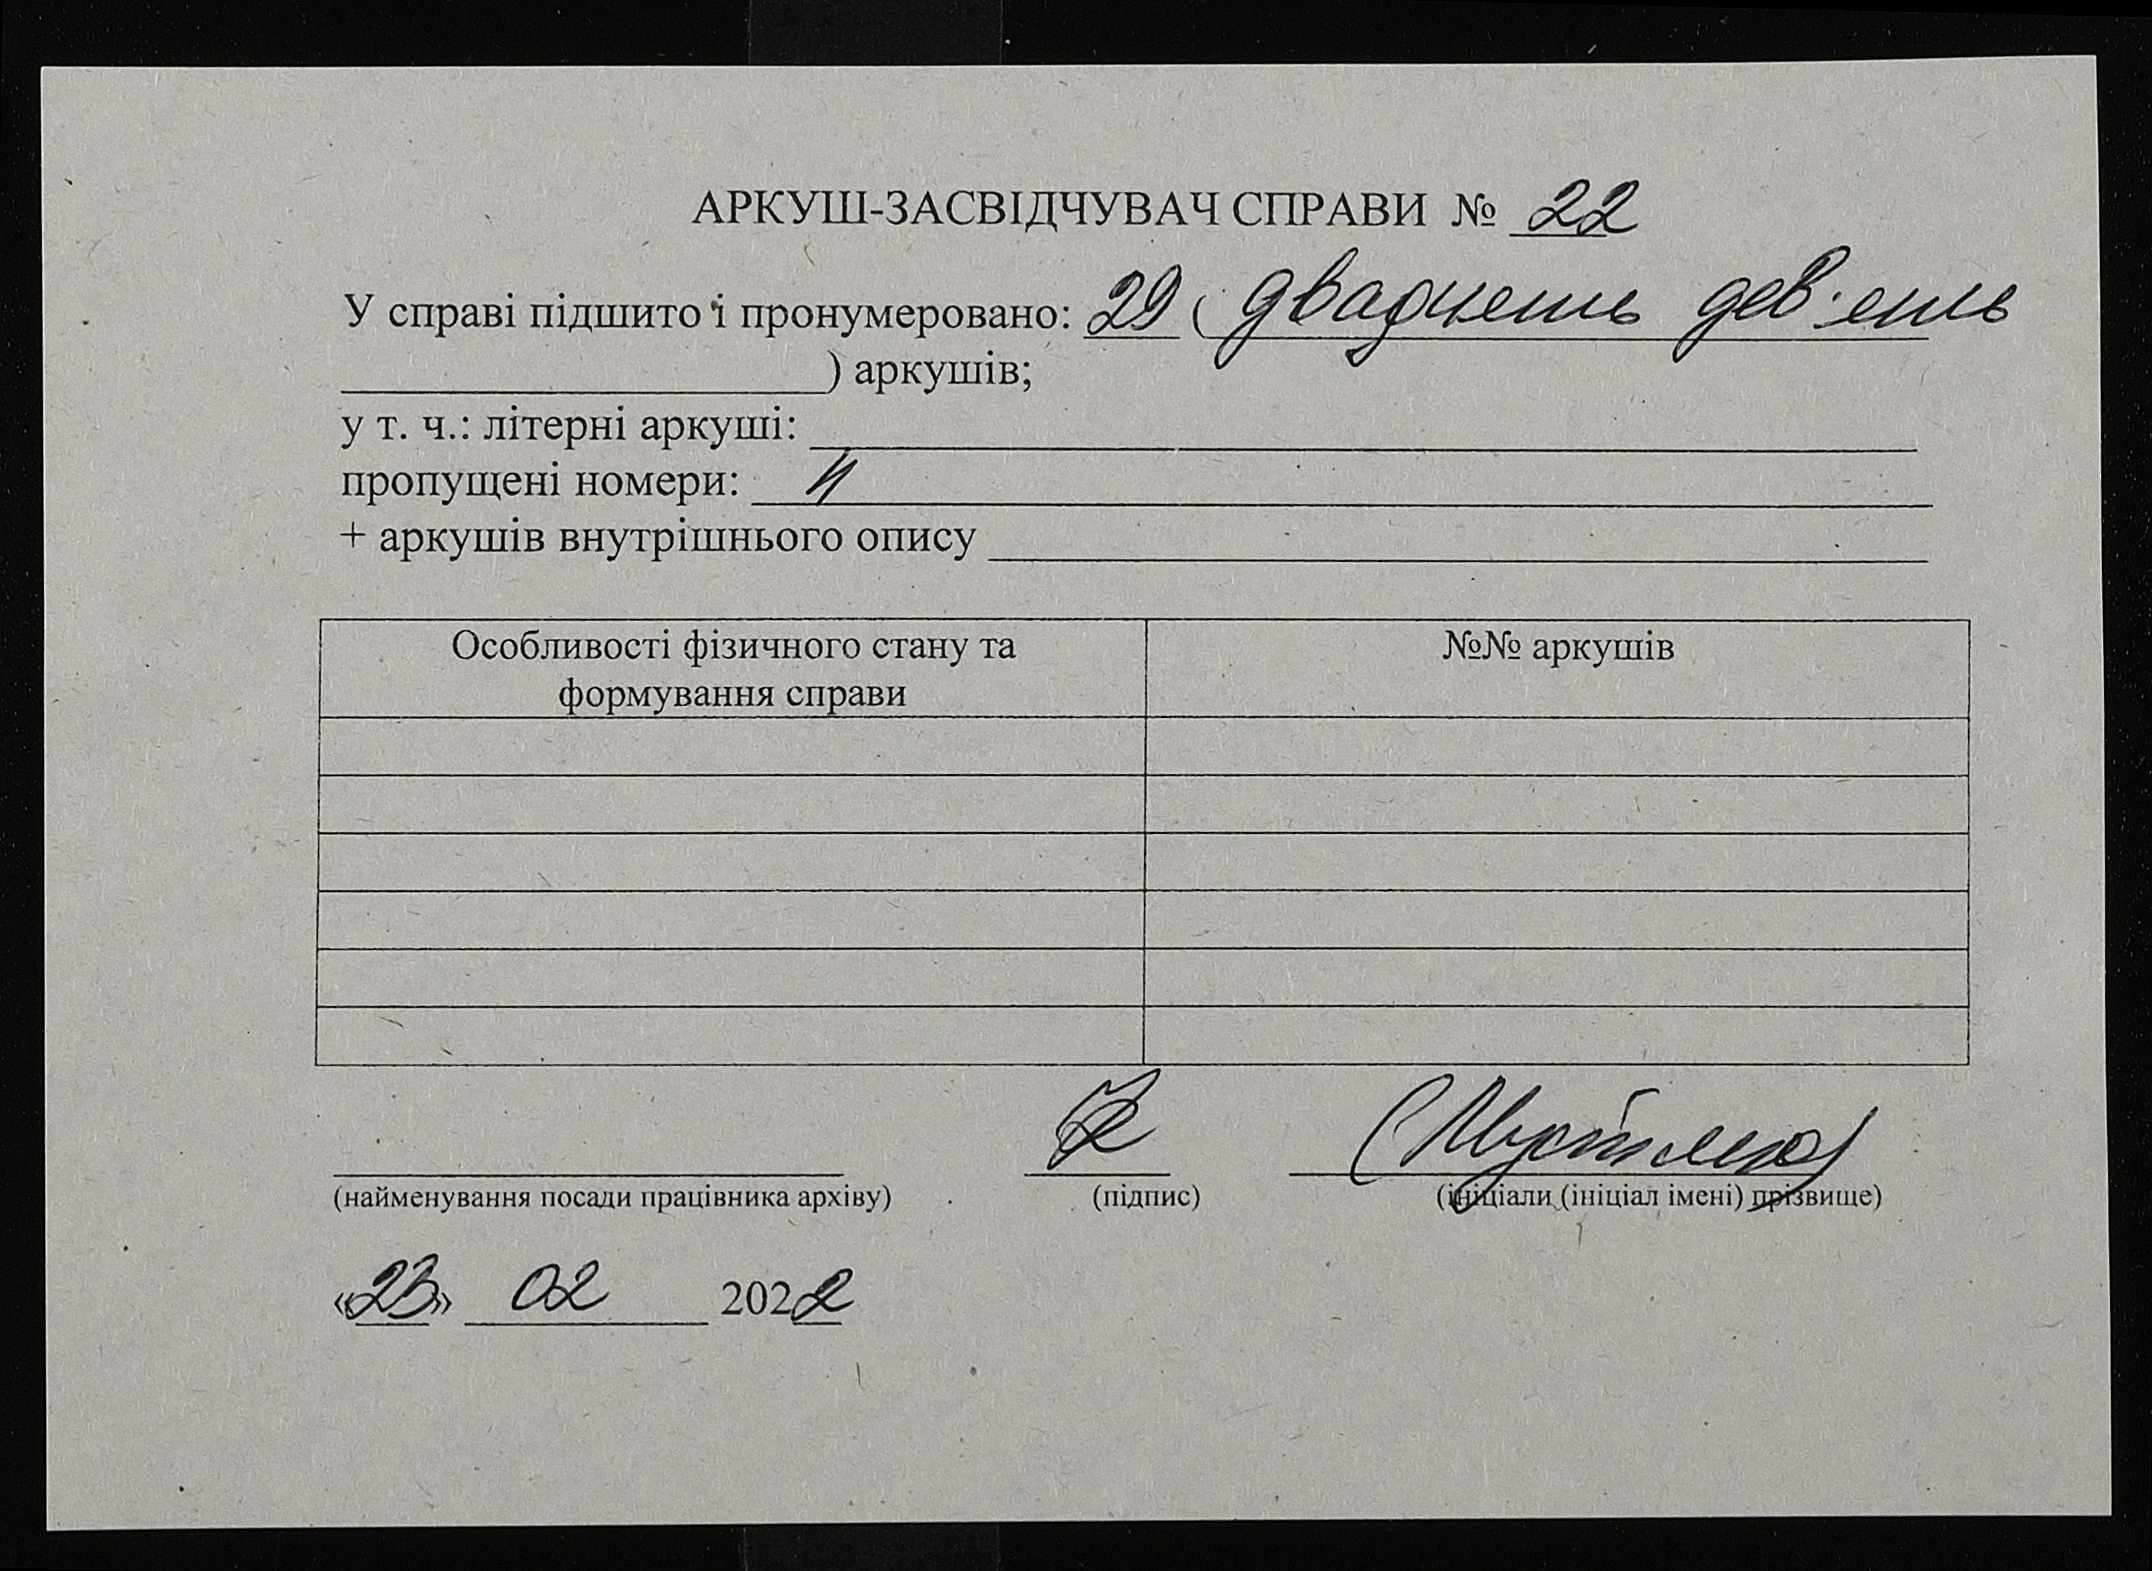 АРКУШ-ЗАСВІДЧУВАЧ СПРАВИ № 22
У справі підшито і пронумеровано: 29 ( двадцять дев'ять
) аркушів;
у т. ч.: літерні аркуші:
пропущені номери:
+ аркушів внутрішнього опису
Особливості фізичного стану та
формування справи
№№ аркушів
(найменування посади працівника архіву) (підпис) (ініціали (ініціал імені) прізвище)
«23» 02 2022